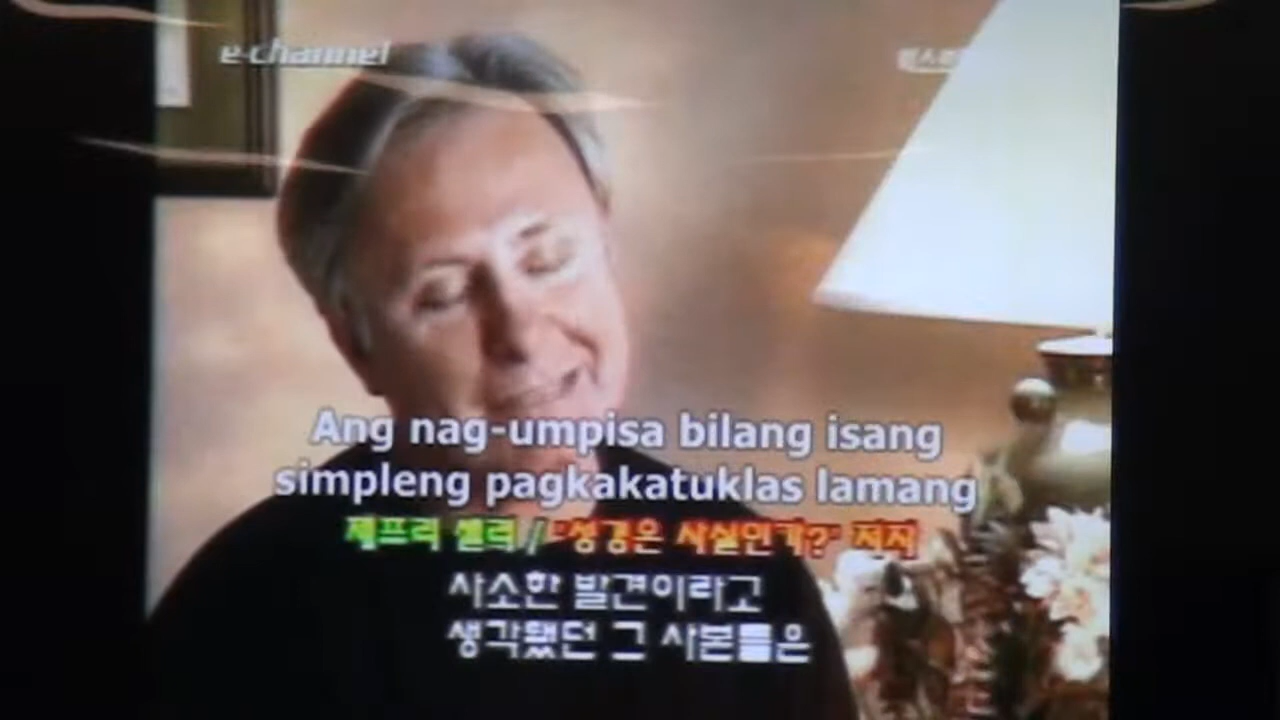 e-channel
Ang nag-umpisa bilang isang
simpleng pagkakatuklas lamang
제프리 쉘러 / '성경은 사실인가?' 저자
사소한 발견이라고
생각됐던 그 사본들은